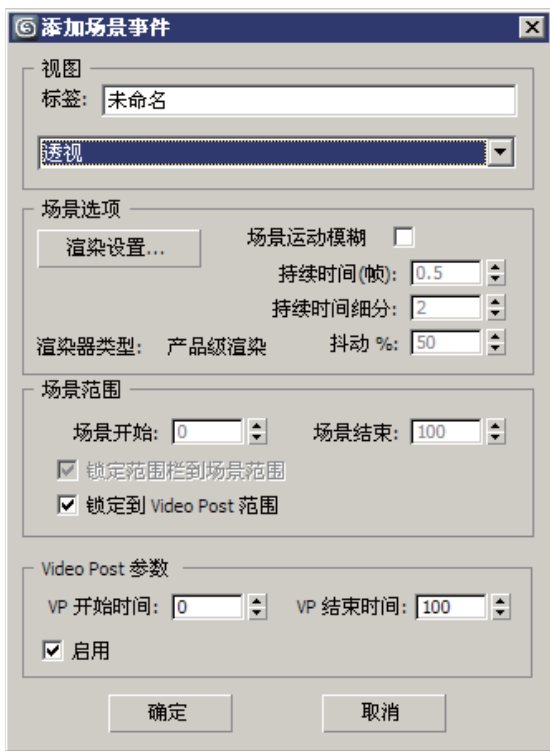 添加场景事件
视图
标签: 未命名
透视
场景选项
渲染设置... 场景运动模糊
持续时间(帧): 0.5
持续时间细分: 2
渲染器类型: 产品级渲染 抖动 %: 50
场景范围
场景开始: 0 场景结束: 100
锁定范围栏到场景范围
锁定到 Video Post 范围
Video Post 参数
VP 开始时间: 0 VP 结束时间: 100
启用
确定 取消